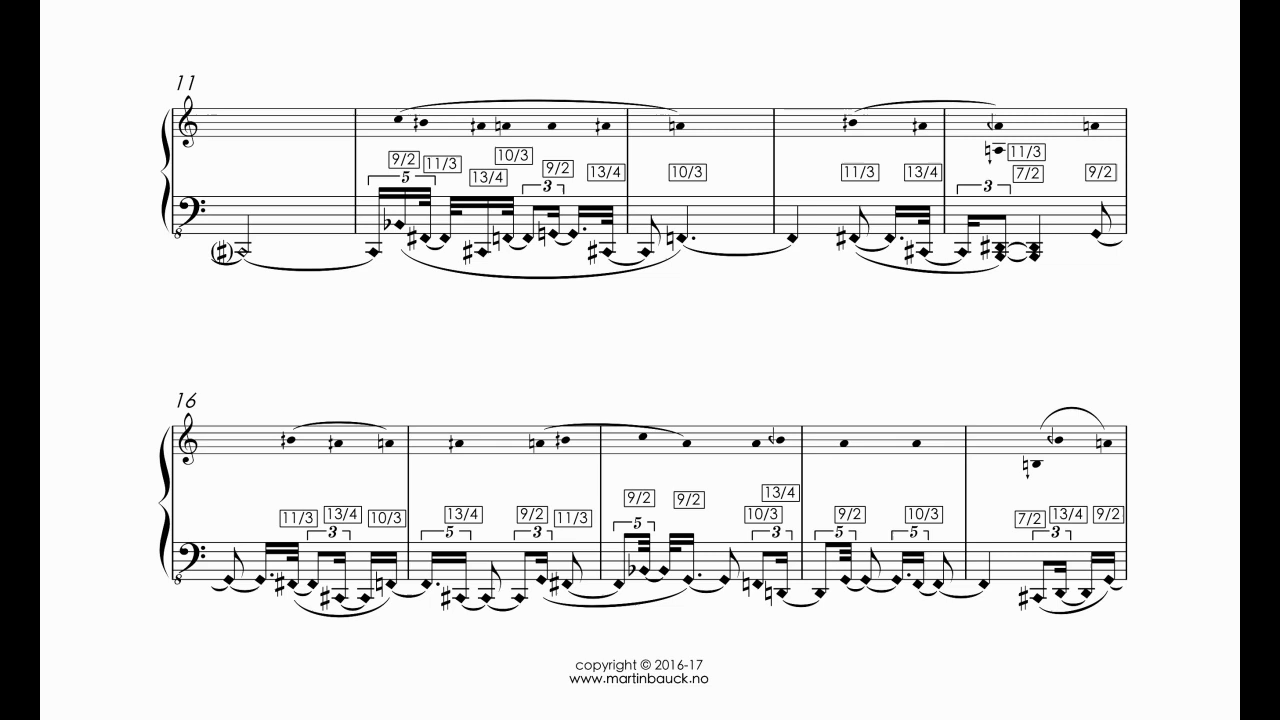 11
9/2 11/3 13/4 10/3 9/2 13/4 10/3 11/3 13/4 11/3 7/2 9/2
5 3 3
8
16
11/3 13/4 10/3 13/4 9/2 11/3 9/2 9/2 10/3 13/4 9/2 10/3 7/2 13/4 9/2
3 5 3 5 3 5 5 3
8
copyright © 2016-17
www.martinbauck.no